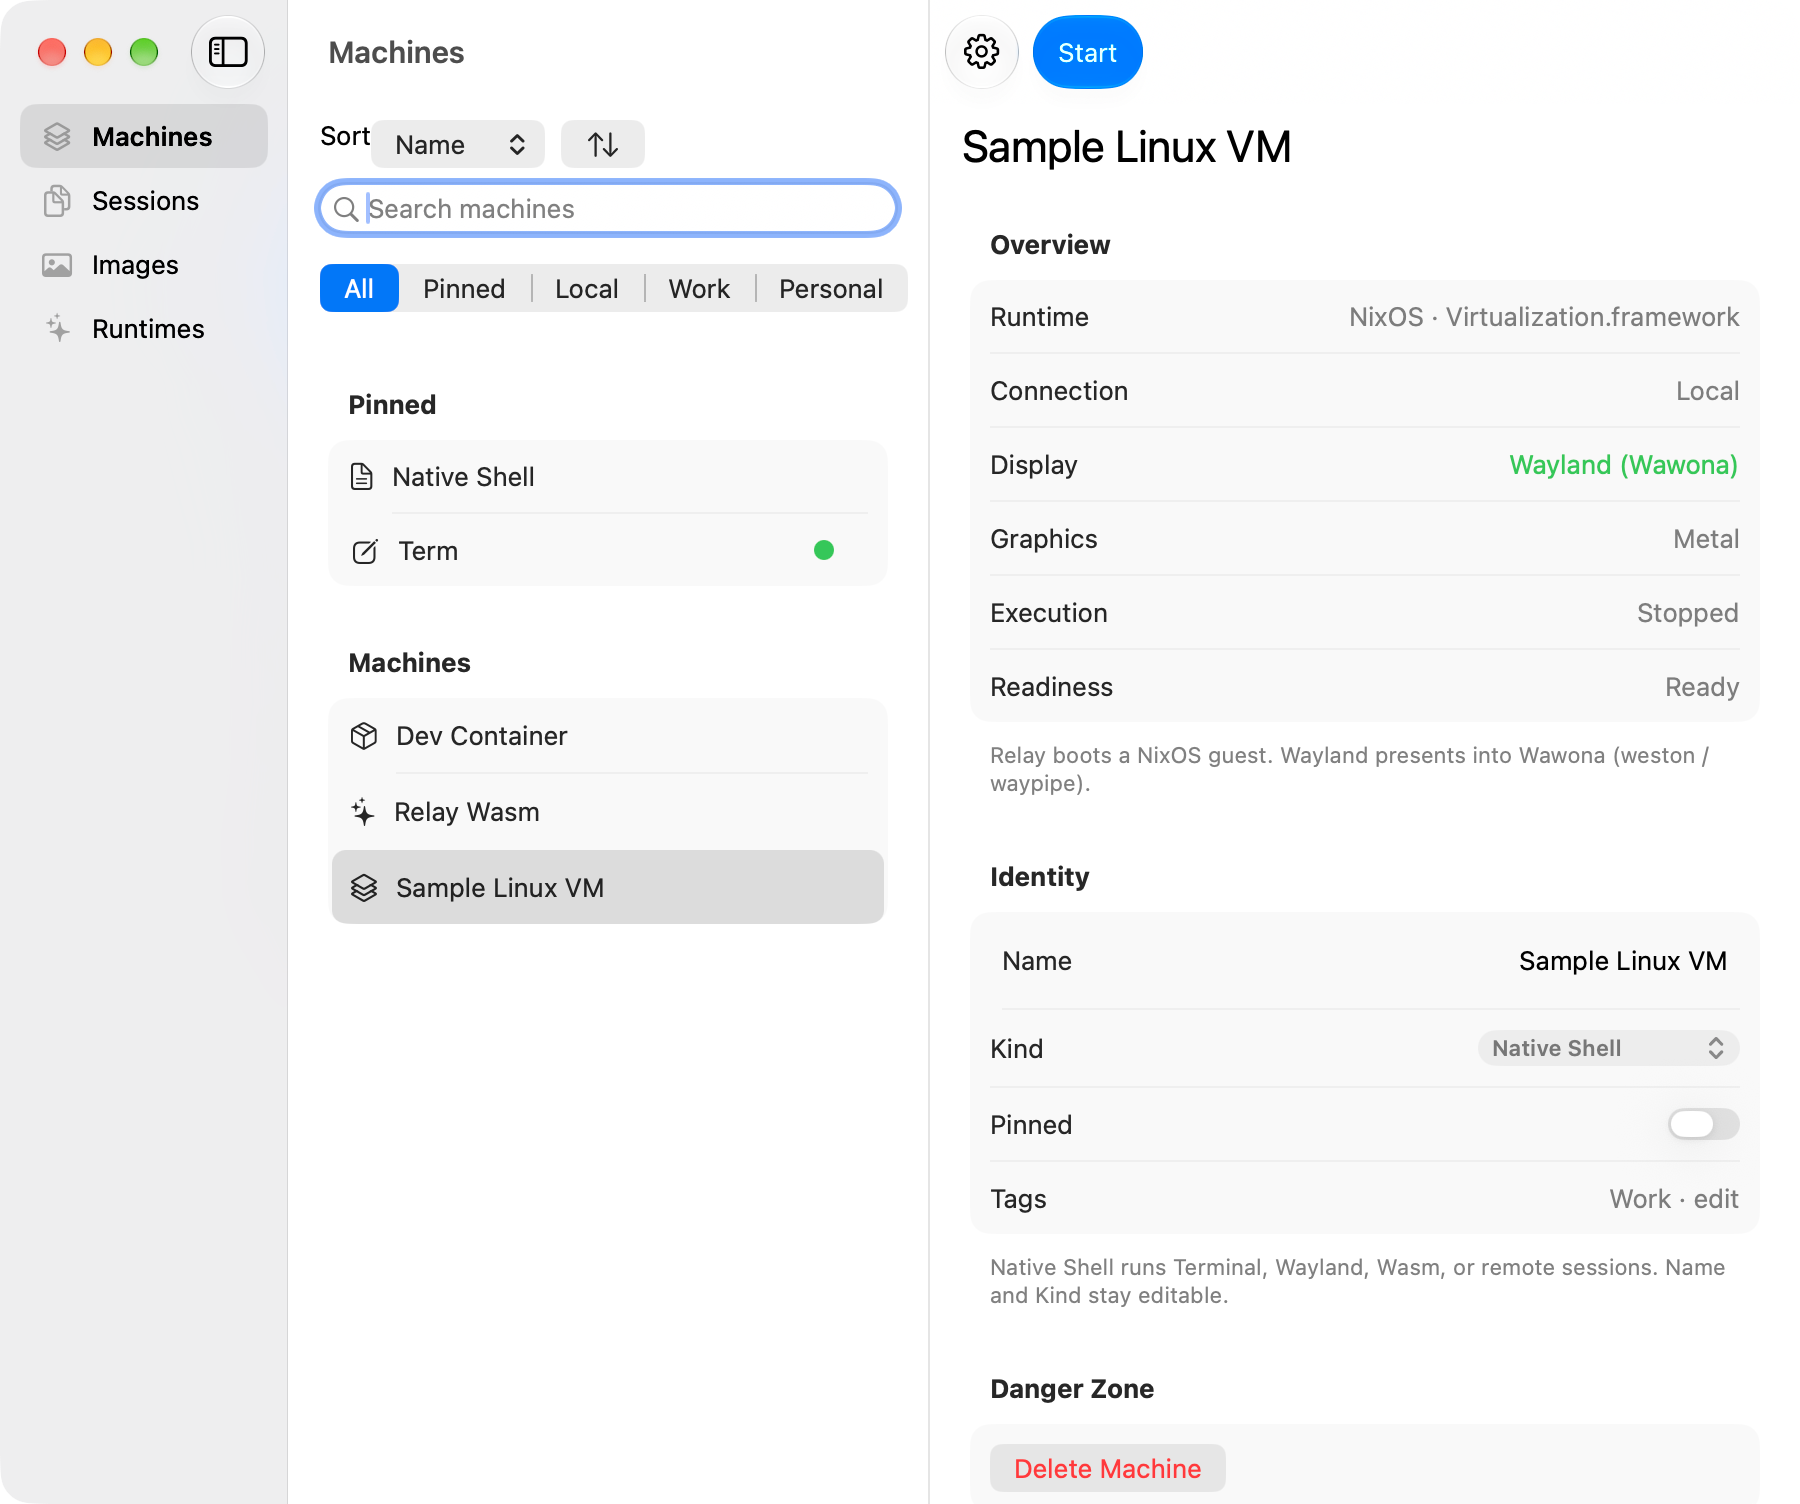 Machines
Sessions
Images
Runtimes
Machines
Sort
Name
Search machines
All
Pinned
Local
Work
Personal
Pinned
Native Shell
Term
Machines
Dev Container
Relay Wasm
Sample Linux VM
Start
Sample Linux VM
Overview
Runtime NixOS · Virtualization.framework
Connection Local
Display Wayland (Wawona)
Graphics Metal
Execution Stopped
Readiness Ready
Relay boots a NixOS guest. Wayland presents into Wawona (weston /
waypipe).
Identity
Name Sample Linux VM
Kind Native Shell
Pinned
Tags Work · edit
Native Shell runs Terminal, Wayland, Wasm, or remote sessions. Name
and Kind stay editable.
Danger Zone
Delete Machine